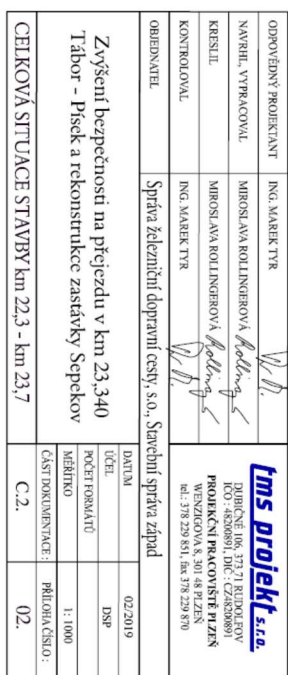 ODPOVĚDNÝ PROJEKTANT ING. MAREK TYR
NAVRHL, VYPRACOVAL MIROSLAVA ROLLINGEROVÁ
KRESLIL MIROSLAVA ROLLINGEROVÁ
KONTROLOVAL ING. MAREK TYR
tms projekt s.r.o.
DUBIČNÉ 106, 373 71 RUDOLFOV
IČO : 48200891, DIČ : CZ48200891
PROJEKČNÍ PRACOVIŠTĚ PLZEŇ
WENZIGOVA 8, 301 48 PLZEŇ
tel.: 378 229 851, fax 378 229 870
OBJEDNATEL Správa železniční dopravní cesty, s.o., Stavební správa západ
Zvýšení bezpečnosti na přejezdu v km 23,340
Tábor - Písek a rekonstrukce zastávky Sepekov
DATUM 02/2019
ÚČEL DSP
POČET FORMÁTŮ
MĚŘÍTKO 1: 1000
CELKOVÁ SITUACE STAVBY km 22,3 - km 23,7
ČÁST DOKUMENTACE : C.2.
PŘÍLOHA ČÍSLO : 02.